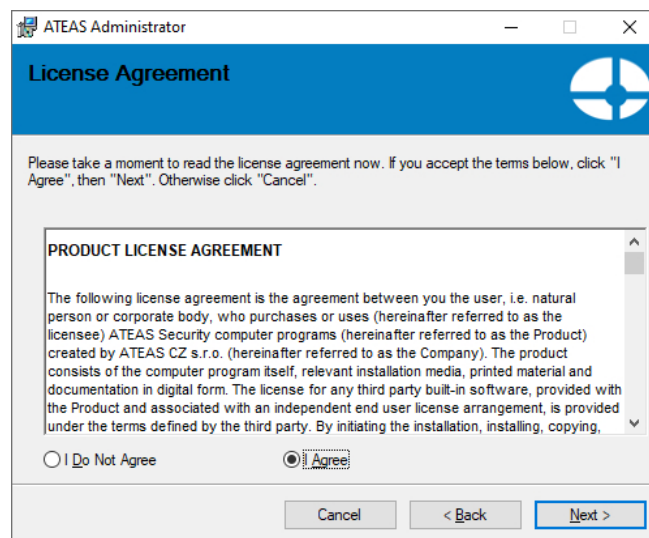 ATEAS Administrator
License Agreement
Please take a moment to read the license agreement now. If you accept the terms below, click "I
Agree", then "Next". Otherwise click "Cancel".
PRODUCT LICENSE AGREEMENT
The following license agreement is the agreement between you the user, i.e. natural
person or corporate body, who purchases or uses (hereinafter referred to as the
licensee) ATEAS Security computer programs (hereinafter referred to as the Product)
created by ATEAS CZ s.r.o. (hereinafter referred to as the Company). The product
consists of the computer program itself, relevant installation media, printed material and
documentation in digital form. The license for any third party built-in software, provided with
the Product and associated with an independent end user license arrangement, is provided
under the terms defined by the third party. By initiating the installation, installing, copying,
I Do Not Agree
I Agree
Cancel
< Back
Next >